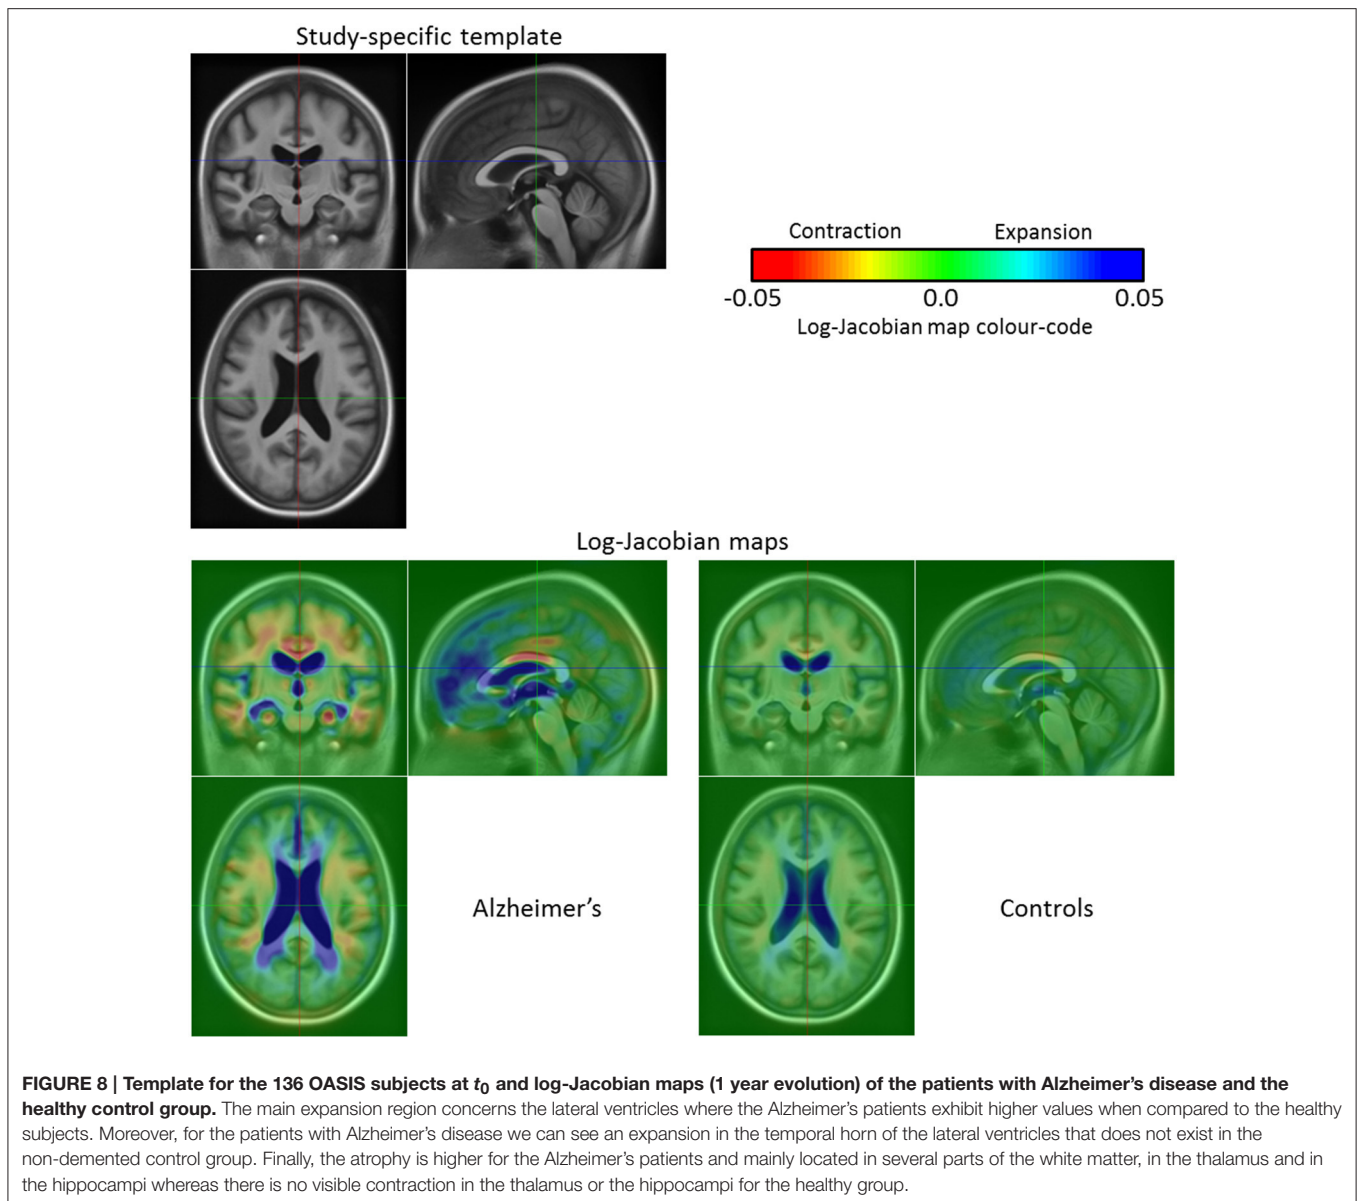 Study-specific template
Contraction Expansion
-0.05 0.0 0.05
Log-Jacobian map colour-code
Log-Jacobian maps
Alzheimer's Controls
FIGURE 8 | Template for the 136 OASIS subjects at t0 and log-Jacobian maps (1 year evolution) of the patients with Alzheimer's disease and the
healthy control group. The main expansion region concerns the lateral ventricles where the Alzheimer's patients exhibit higher values when compared to the healthy
subjects. Moreover, for the patients with Alzheimer's disease we can see an expansion in the temporal horn of the lateral ventricles that does not exist in the
non-demented control group. Finally, the atrophy is higher for the Alzheimer's patients and mainly located in several parts of the white matter, in the thalamus and in
the hippocampi whereas there is no visible contraction in the thalamus or the hippocampi for the healthy group.